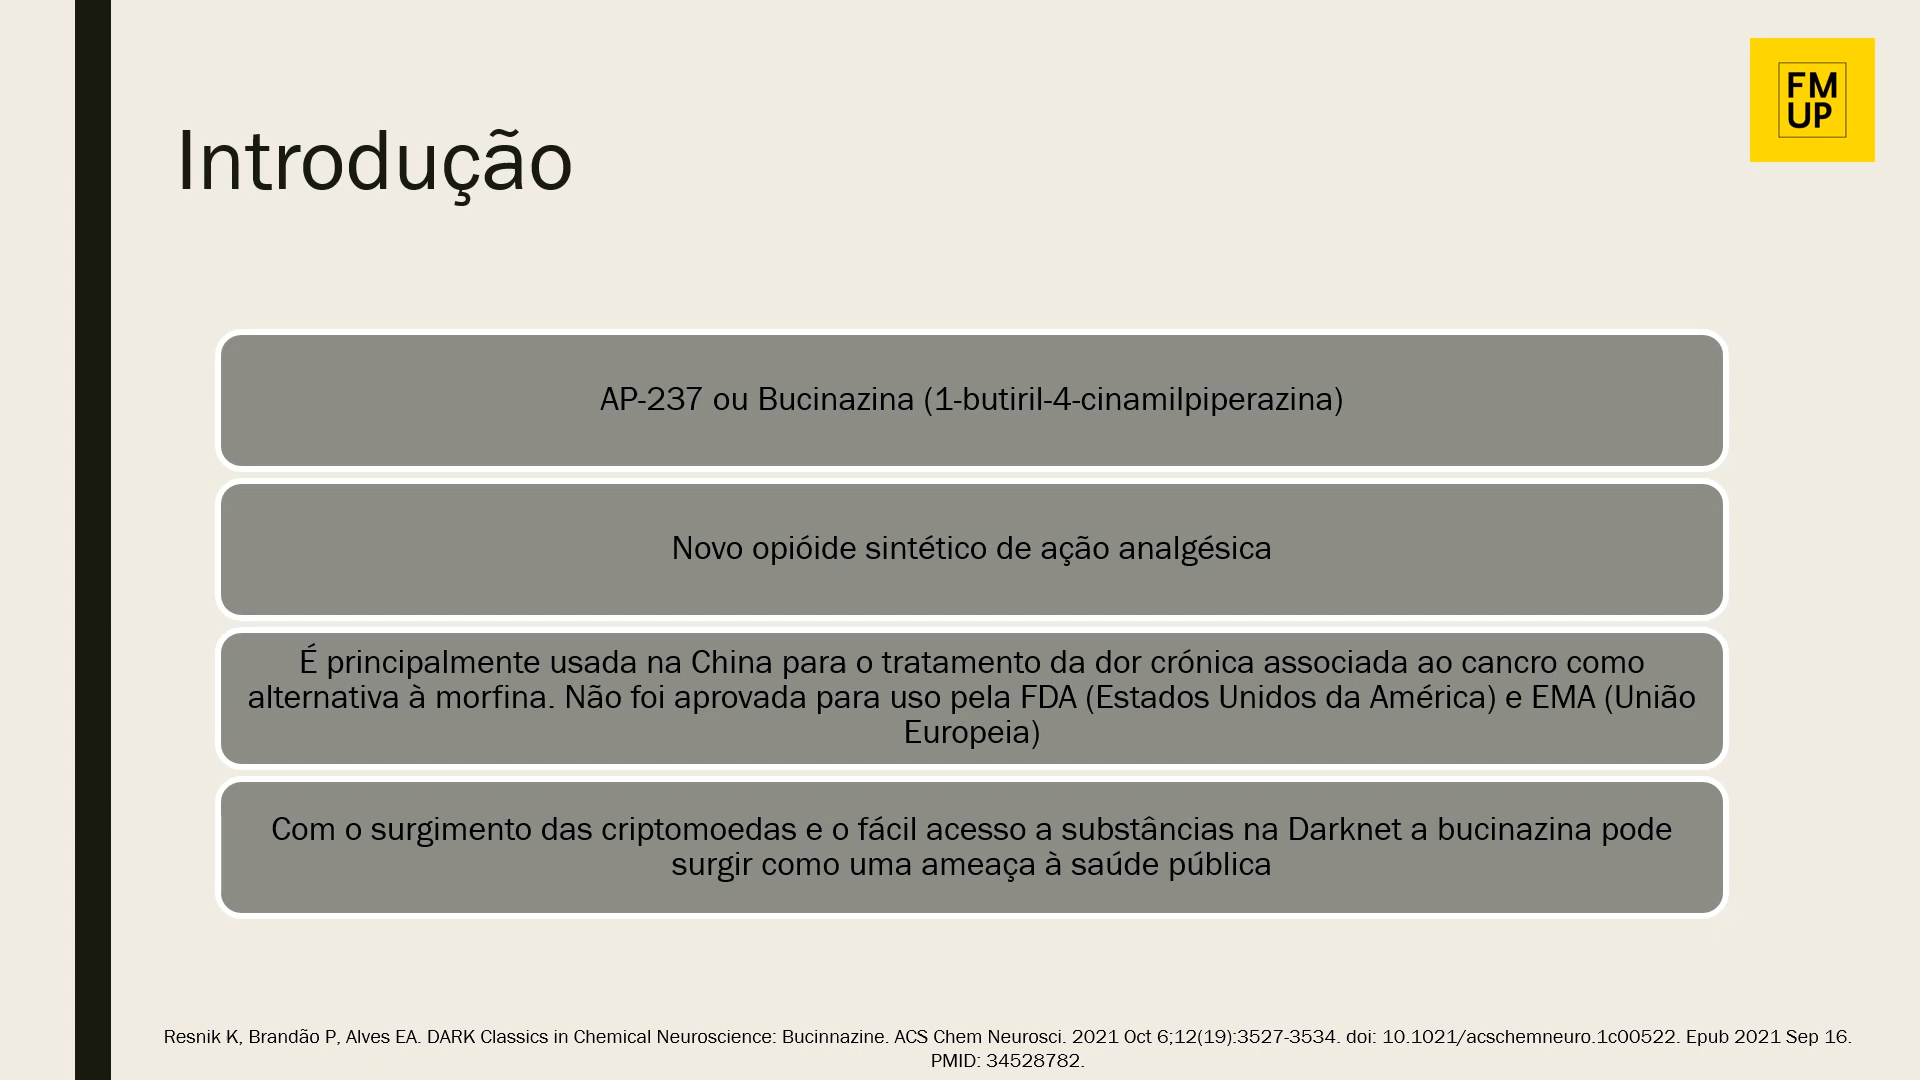 FM
UP
Introdução
AP-237 ou Bucinazina (1-butiril-4-cinamilpiperazina)
Novo opióide sintético de ação analgésica
É principalmente usada na China para o tratamento da dor crónica associada ao cancro como
alternativa à morfina. Não foi aprovada para uso pela FDA (Estados Unidos da América) e EMA (União
Europeia)
Com o surgimento das criptomoedas e o fácil acesso a substâncias na Darknet a bucinazina pode
surgir como uma ameaça à saúde pública
Resnik K, Brandão P, Alves EA. DARK Classics in Chemical Neuroscience: Bucinnazine. ACS Chem Neurosci. 2021 Oct 6;12(19):3527-3534. doi: 10.1021/acschemneuro.1c00522. Epub 2021 Sep 16.
PMID: 34528782.